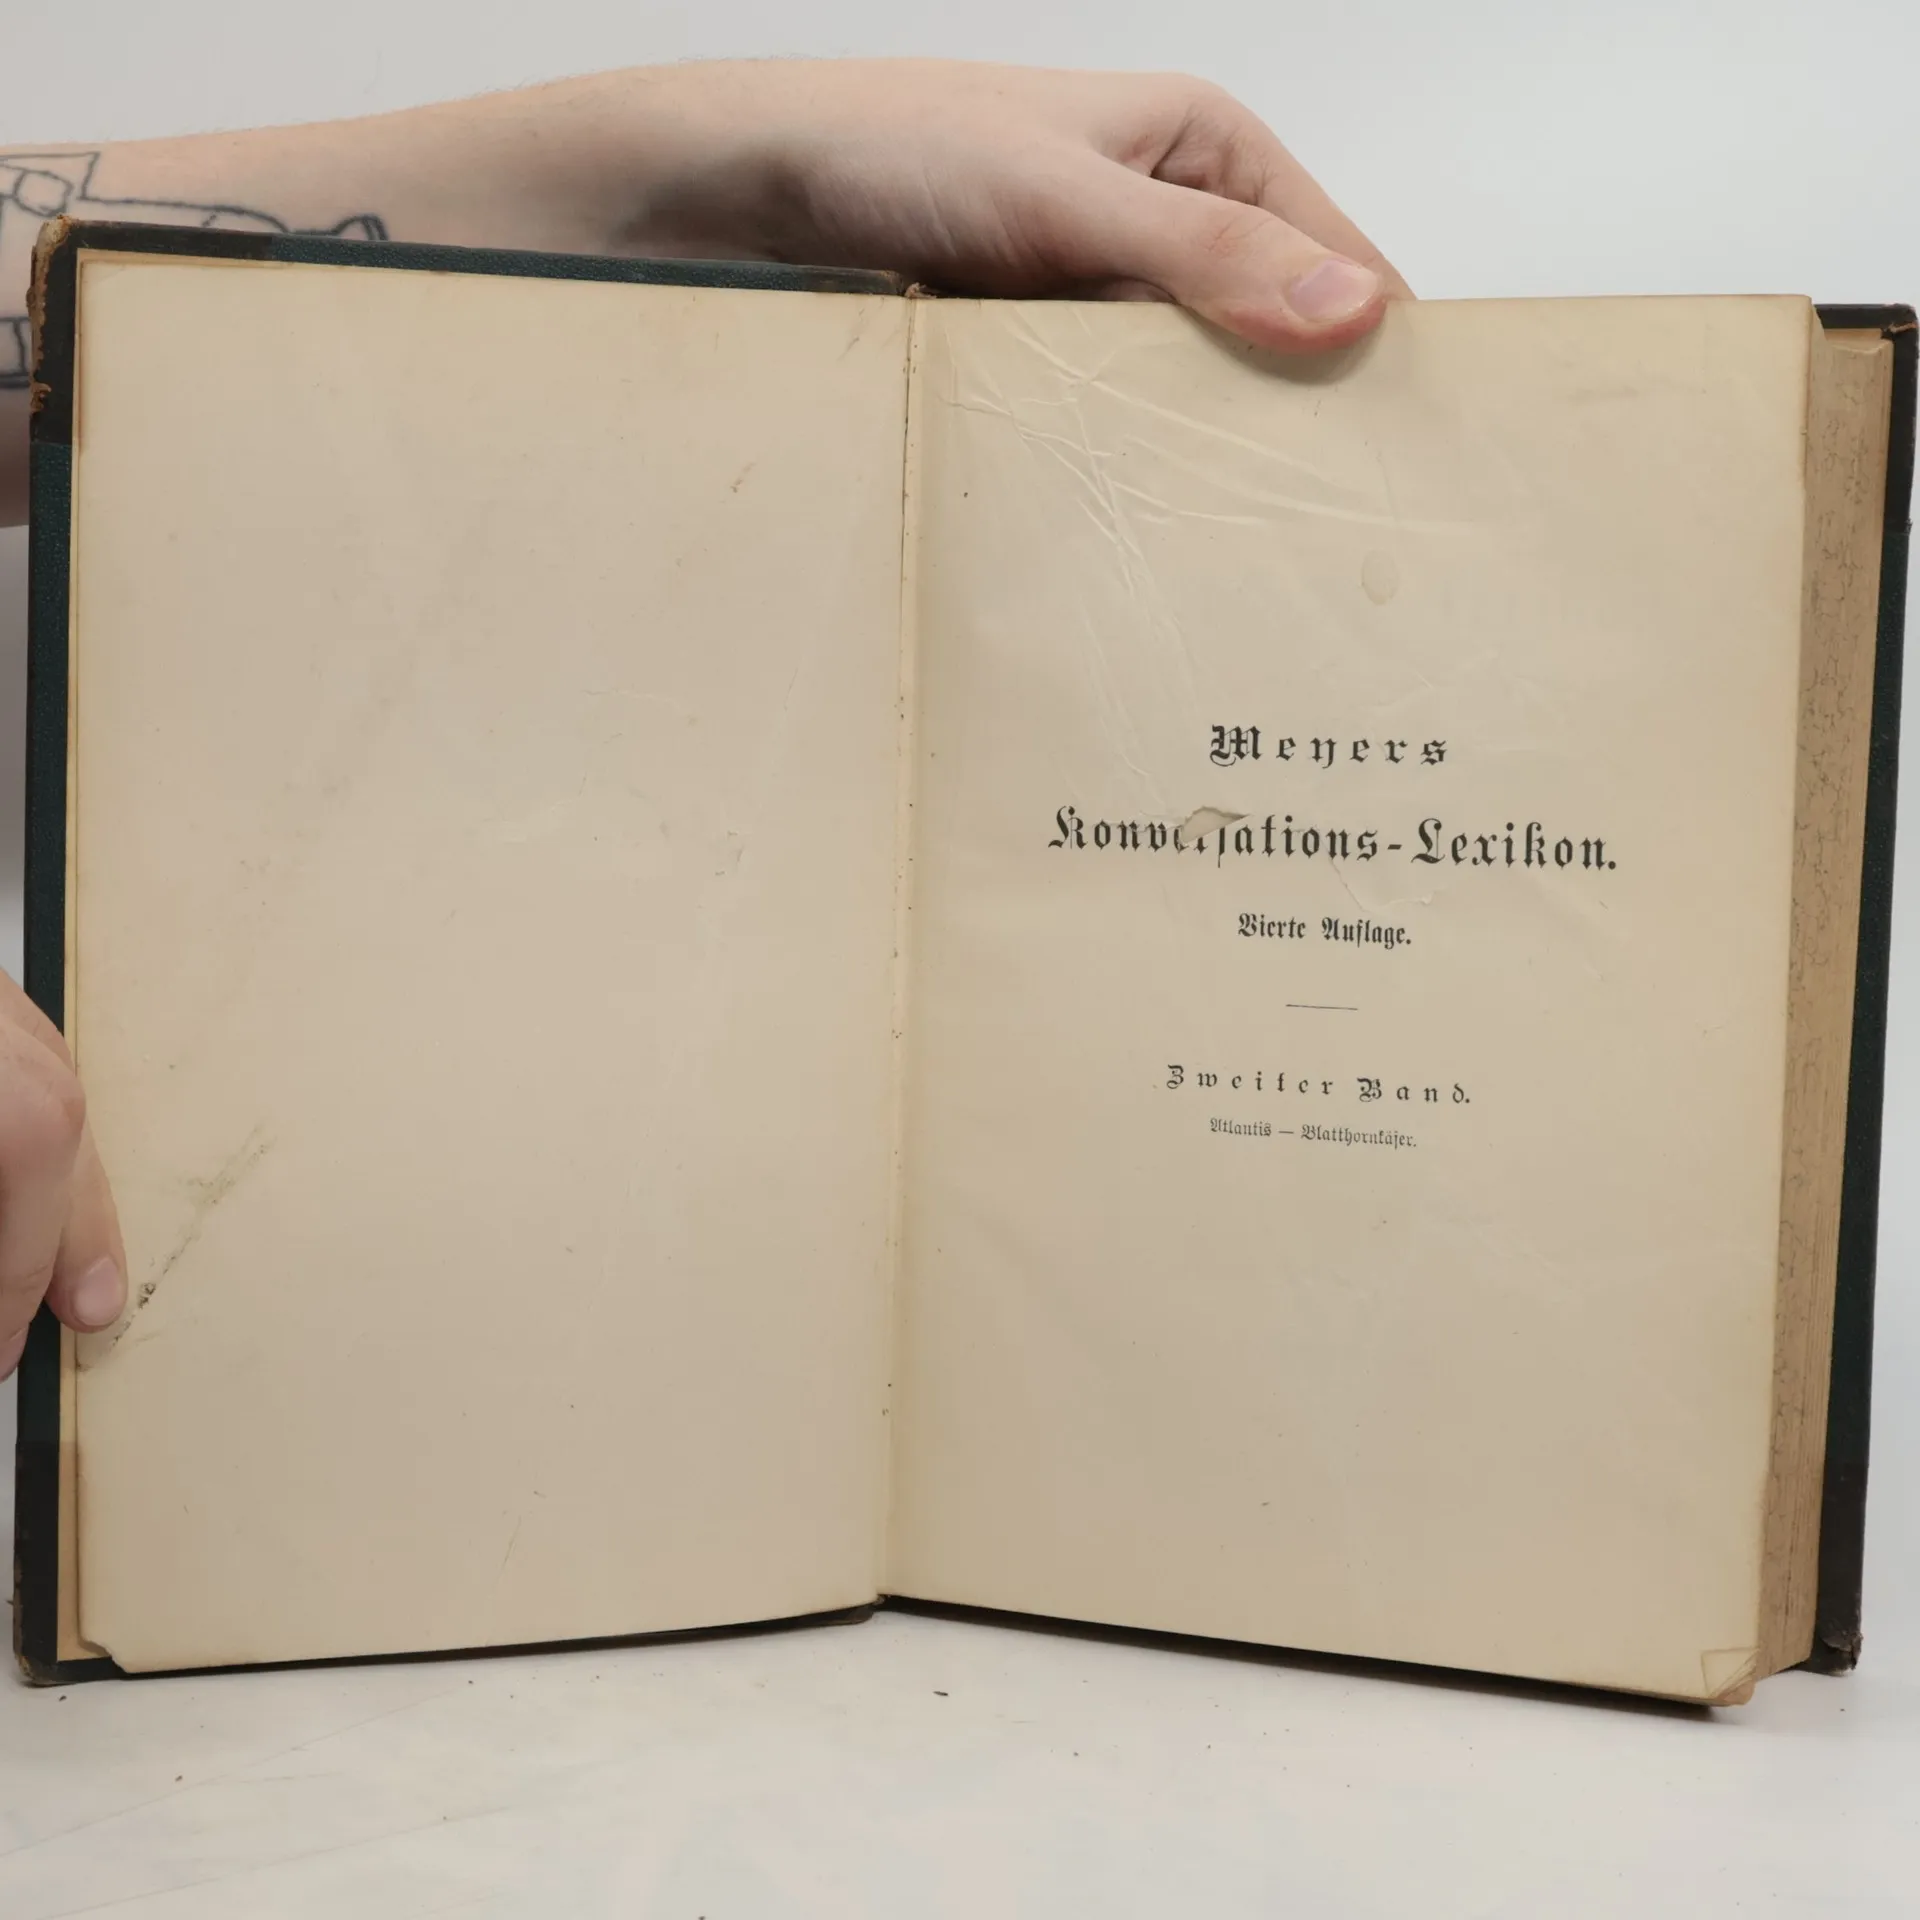 Meyers
Konversations-Lexikon.
Vierte Auflage.
Zweiter Band.
Atlantis — Blatthornkäfer.